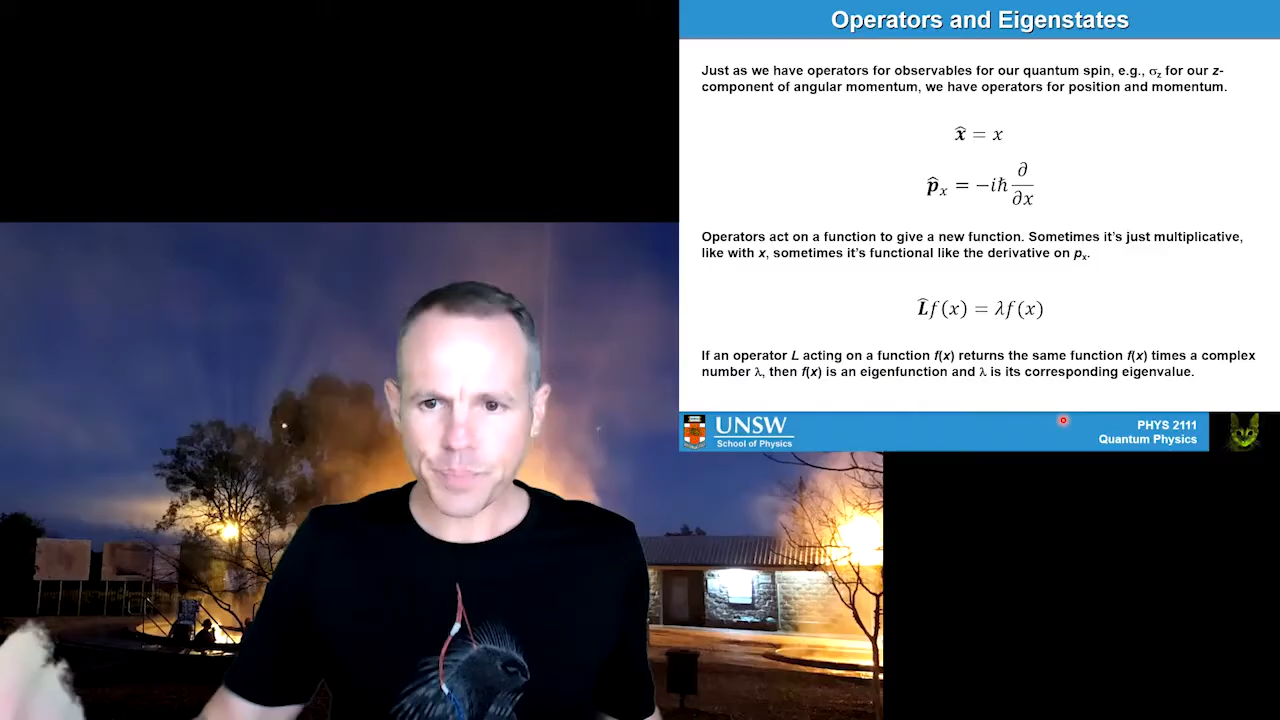 Operators and Eigenstates
Just as we have operators for observables for our quantum spin, e.g., σz for our z-
component of angular momentum, we have operators for position and momentum.
x̂ = x
p̂x = −iħ ∂/∂x
Operators act on a function to give a new function. Sometimes it's just multiplicative,
like with x, sometimes it's functional like the derivative on px.
L̂f(x) = λf(x)
If an operator L acting on a function f(x) returns the same function f(x) times a complex
number λ, then f(x) is an eigenfunction and λ is its corresponding eigenvalue.
UNSW
School of Physics
PHYS 2111
Quantum Physics